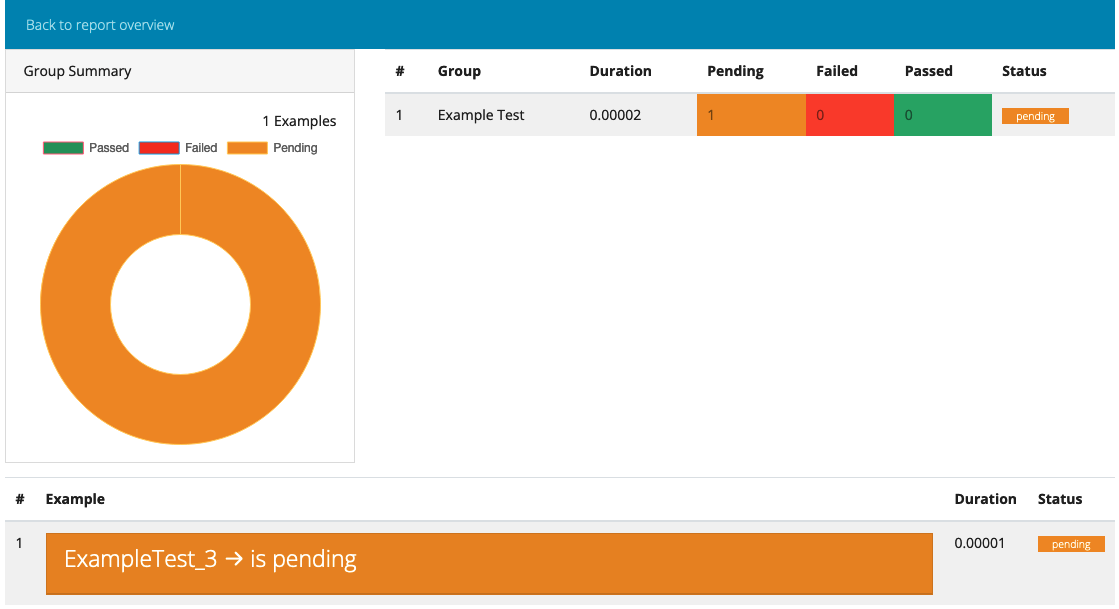 Back to report overview
Group Summary
1 Examples
Passed Failed Pending
# Group Duration Pending Failed Passed Status
1 Example Test 0.00002 1 0 0 pending
# Example Duration Status
1 ExampleTest_3 → is pending 0.00001 pending